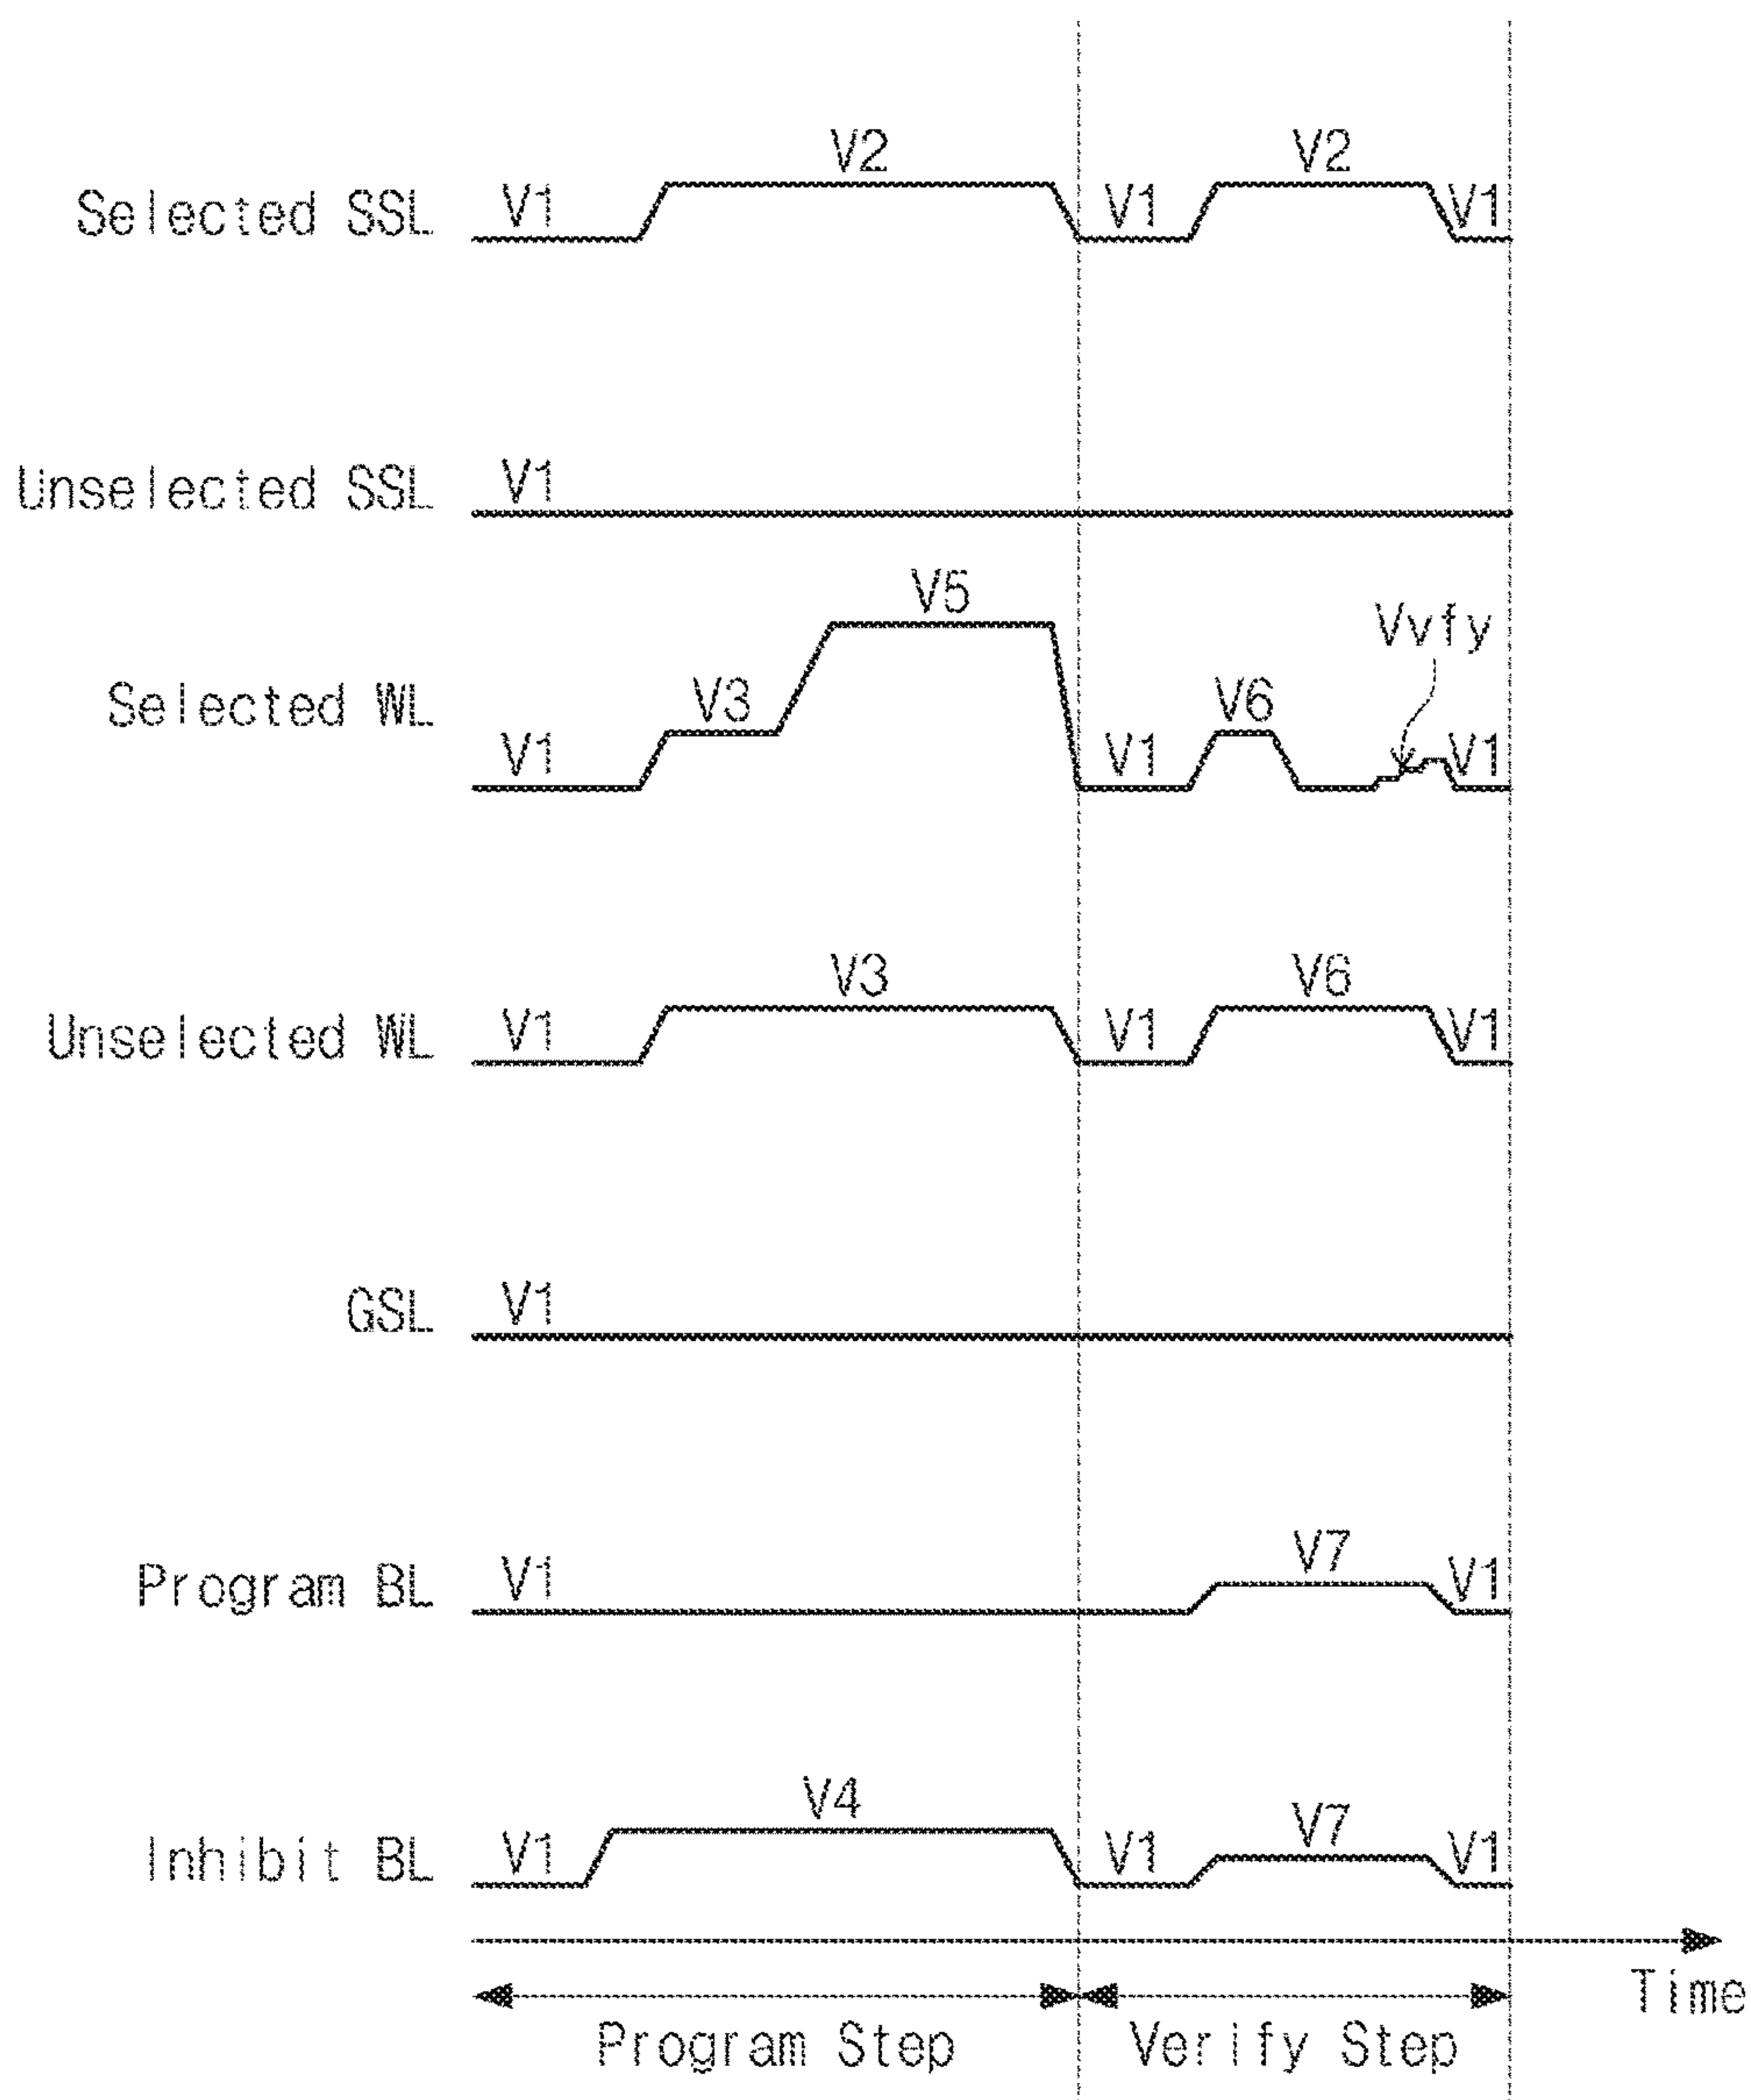 V2 V2
Selected SSL V1 V1 V1
Unselected SSL V1
V5
Vvfy
Selected WL V1 V3 V1 V6 V1
V3 V6
Unselected WL V1 V1 V1
GSL V1
V7
Program BL V1 V1
V4 V7
Inhibit BL V1 V1 V1
Time
Program Step Verify Step